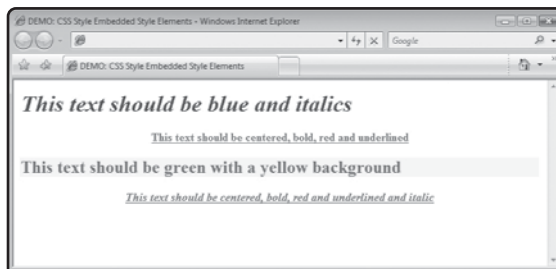 DEMO: CSS Style Embedded Style Elements - Windows Internet Explorer
Google
DEMO: CSS Style Embedded Style Elements
This text should be blue and italics
This text should be centered, bold, red and underlined
This text should be green with a yellow background
This text should be centered, bold, red and underlined and italic